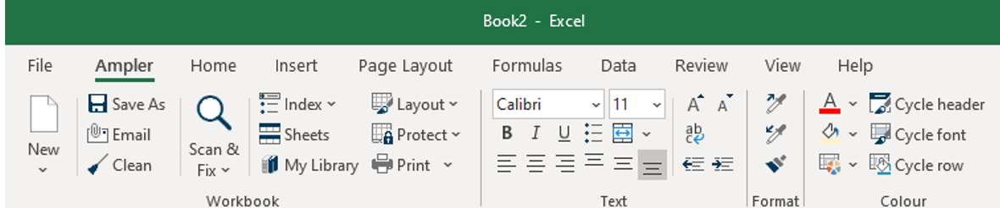 Book2 - Excel
File Ampler Home Insert Page Layout Formulas Data Review View Help
New
Save As
Email
Clean
Scan &
Fix
Index
Sheets
My Library
Layout
Protect
Print
Workbook
Calibri 11 A A
B I U
ab
c
Text
Format
A
Cycle header
Cycle font
Cycle row
Colour